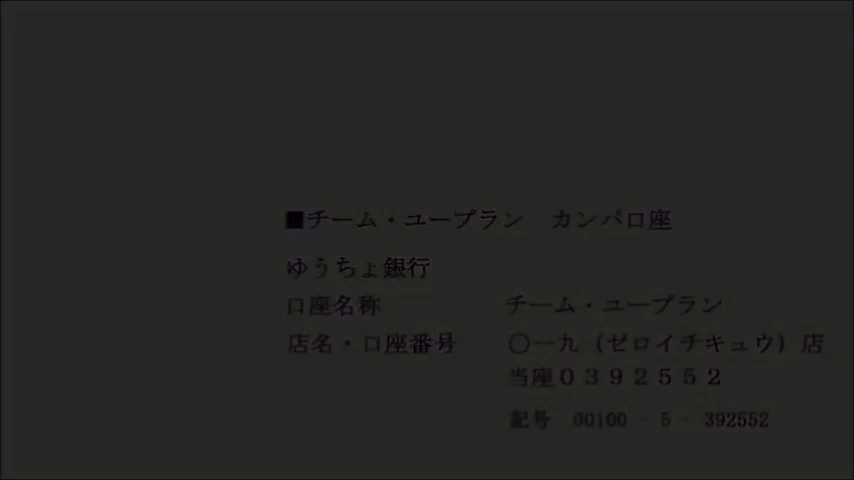 ■チーム・ユープラン　カンパ口座
ゆうちょ銀行
口座名称　チーム・ユープラン
店名・口座番号　〇一九（ゼロイチキュウ）店
当座０３９２５５２
記号　00100 - 5 - 392552